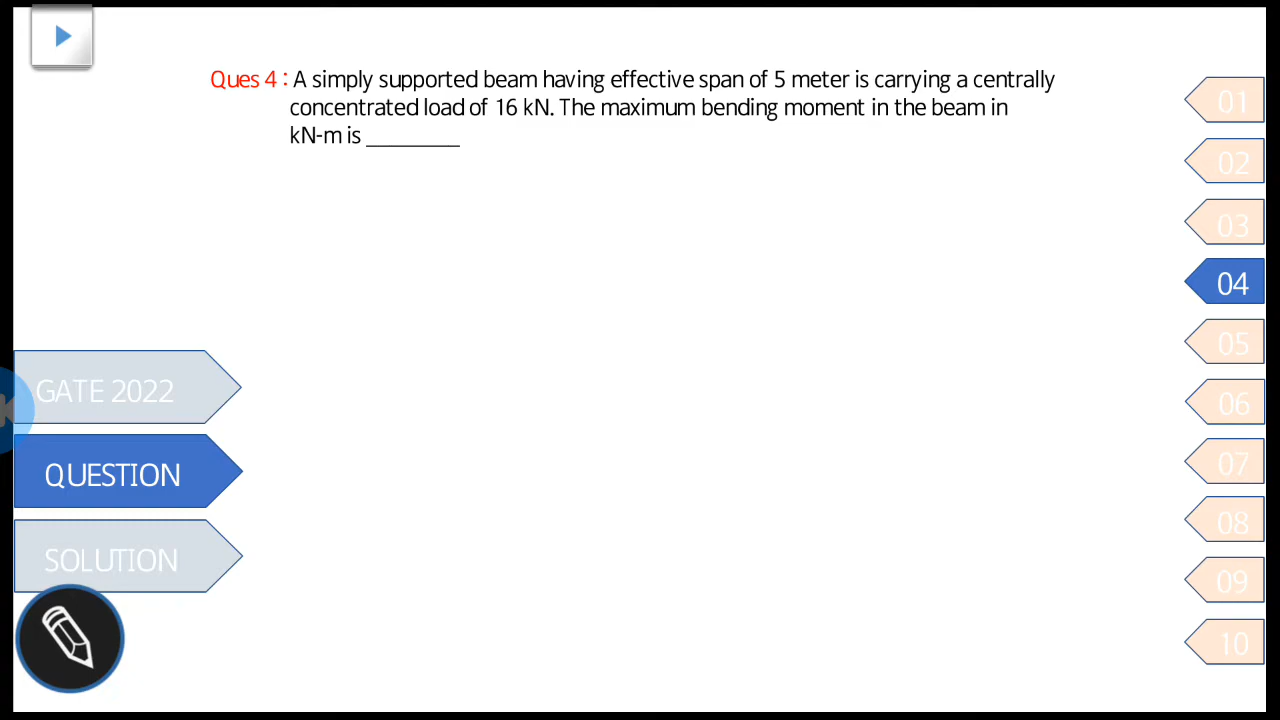 Ques 4 : A simply supported beam having effective span of 5 meter is carrying a centrally
concentrated load of 16 kN. The maximum bending moment in the beam in
kN-m is ________
01
02
03
04
05
06
07
08
09
10
GATE 2022
QUESTION
SOLUTION